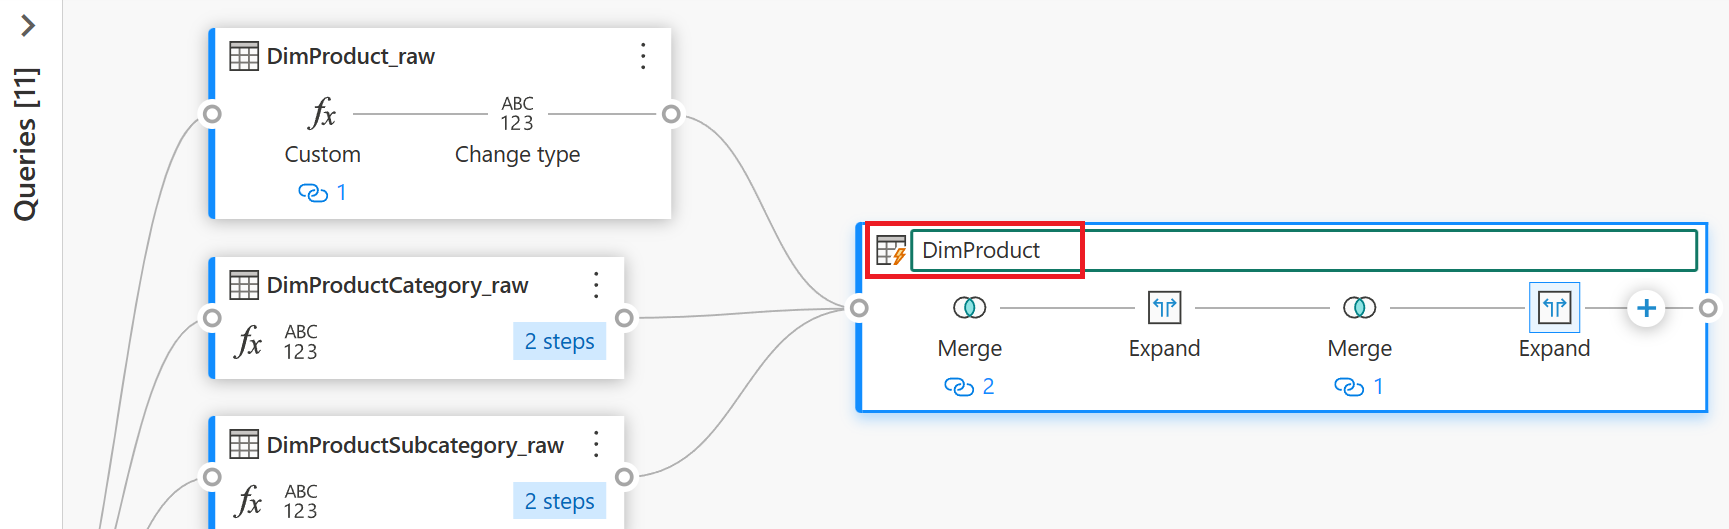 Queries [11]
DimProduct_raw
fx
ABC
123
Custom
Change type
1
DimProductCategory_raw
fx
ABC
123
2 steps
DimProductSubcategory_raw
fx
ABC
123
2 steps
DimProduct
Merge
Expand
Merge
Expand
2
1